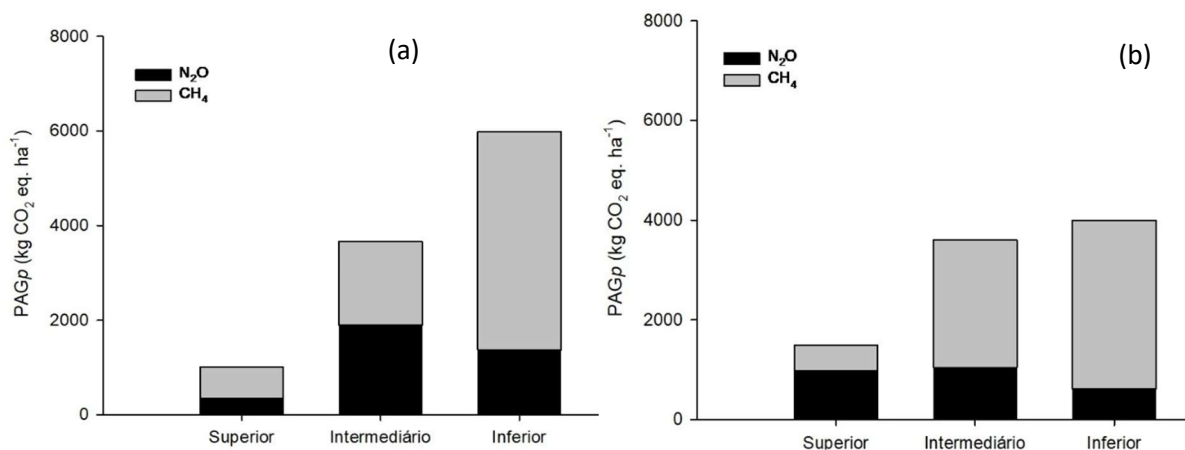 (a)
N₂O
CH₄
8000
6000
4000
2000
0
PAGp (kg CO₂ eq. ha⁻¹)
Superior
Intermediário
Inferior
(b)
N₂O
CH₄
8000
6000
4000
2000
0
PAGp (kg CO₂ eq. ha⁻¹)
Superior
Intermediário
Inferior